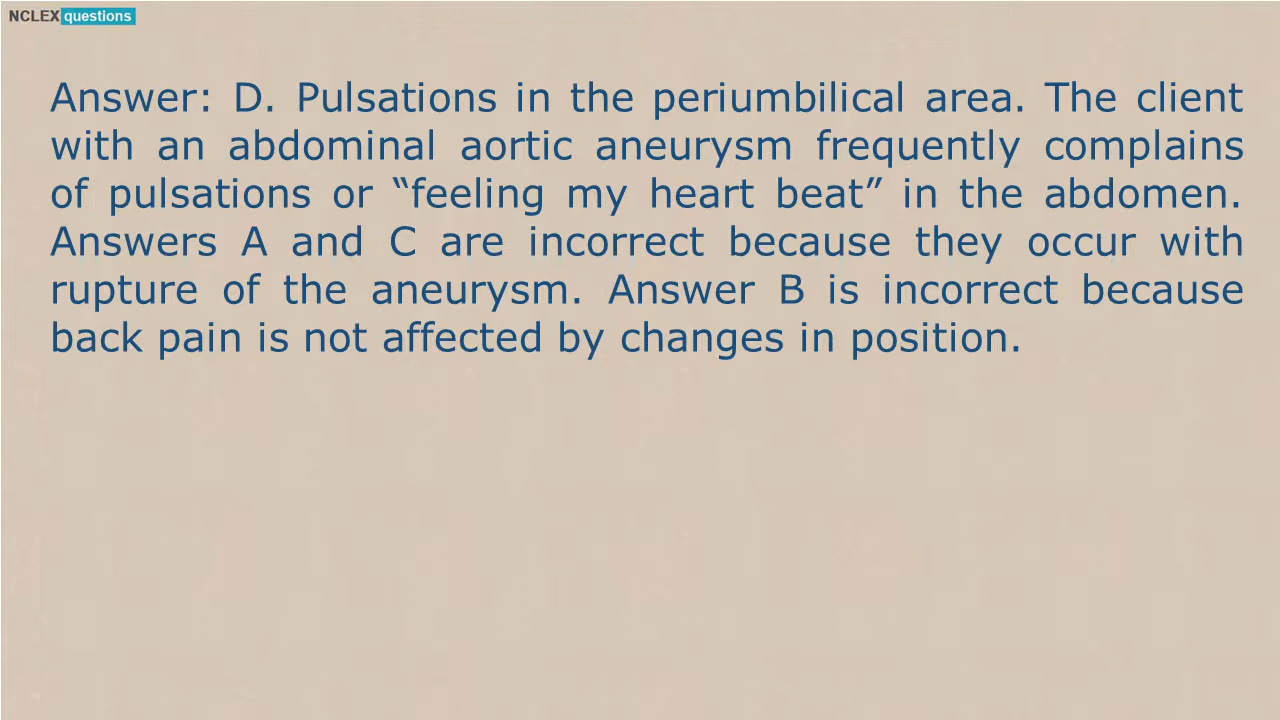 NCLEX questions
Answer: D. Pulsations in the periumbilical area. The client
with an abdominal aortic aneurysm frequently complains
of pulsations or “feeling my heart beat” in the abdomen.
Answers A and C are incorrect because they occur with
rupture of the aneurysm. Answer B is incorrect because
back pain is not affected by changes in position.